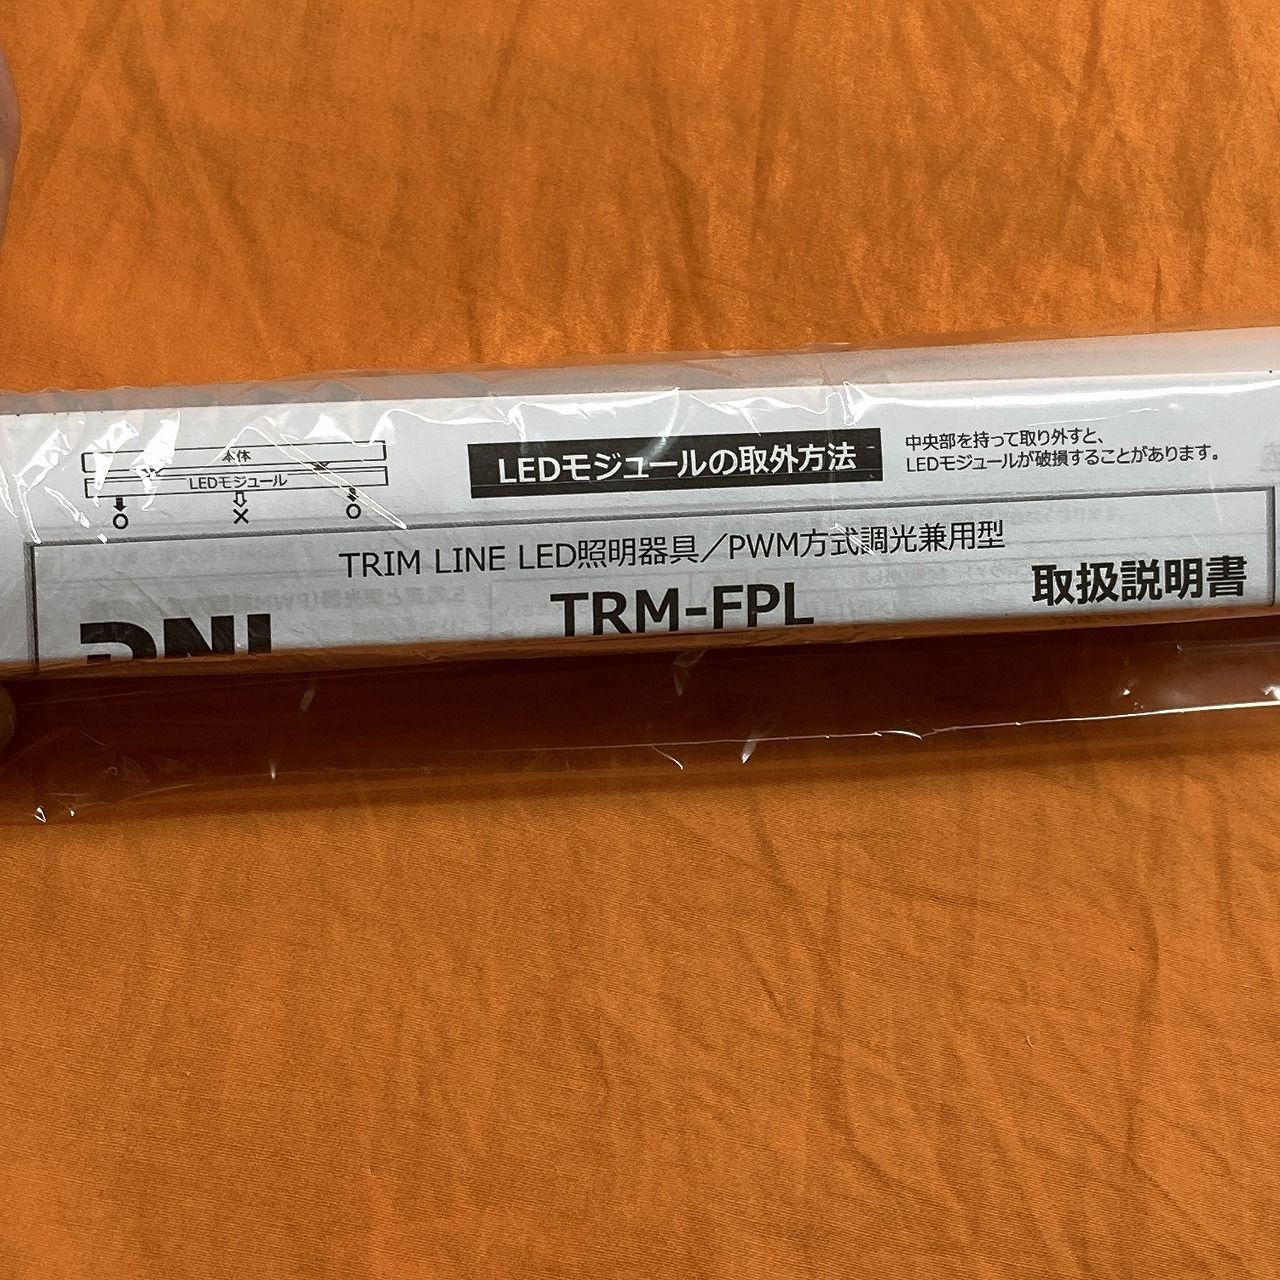 本体
LEDモジュール
○ × ○
LEDモジュールの取外方法
中央部を持って取り外すと、
LEDモジュールが破損することがあります。
TRIM LINE LED照明器具／PWM方式調光兼用型
TRM-FPL
取扱説明書
DNL